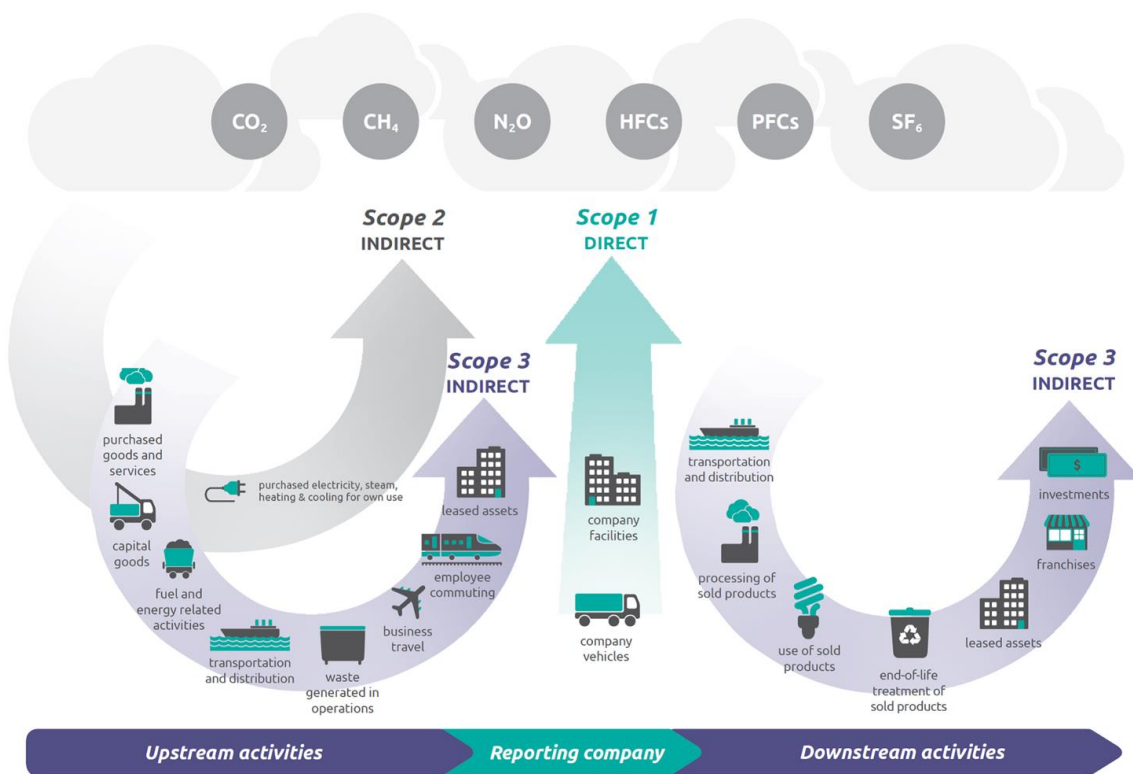 CO₂
CH₄
N₂O
HFCs
PFCs
SF₆
Scope 2
INDIRECT
Scope 1
DIRECT
Scope 3
INDIRECT
Scope 3
INDIRECT
purchased
goods and
services
purchased electricity, steam,
heating & cooling for own use
capital
goods
fuel and
energy related
activities
transportation
and distribution
waste
generated in
operations
business
travel
employee
commuting
leased assets
company
facilities
company
vehicles
transportation
and distribution
processing of
sold products
use of sold
products
end-of-life
treatment of
sold products
leased assets
franchises
$
investments
Upstream activities
Reporting company
Downstream activities